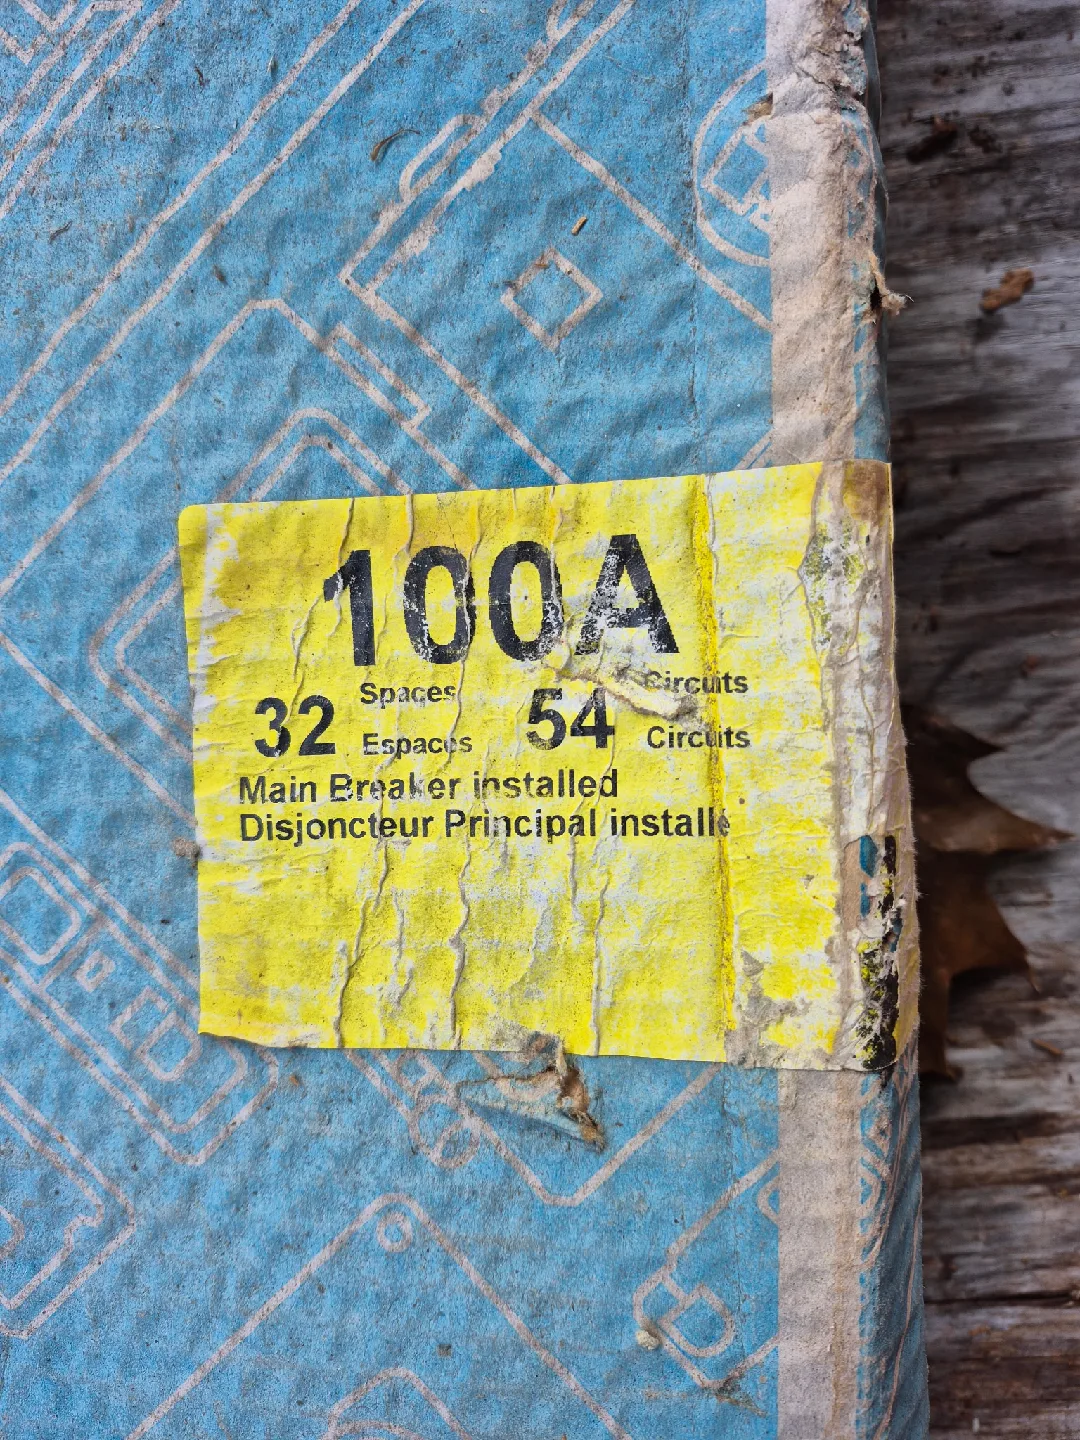 100A
32 Spaces 54 Circuits
Espaces Circuits
Main Breaker installed
Disjoncteur Principal installé